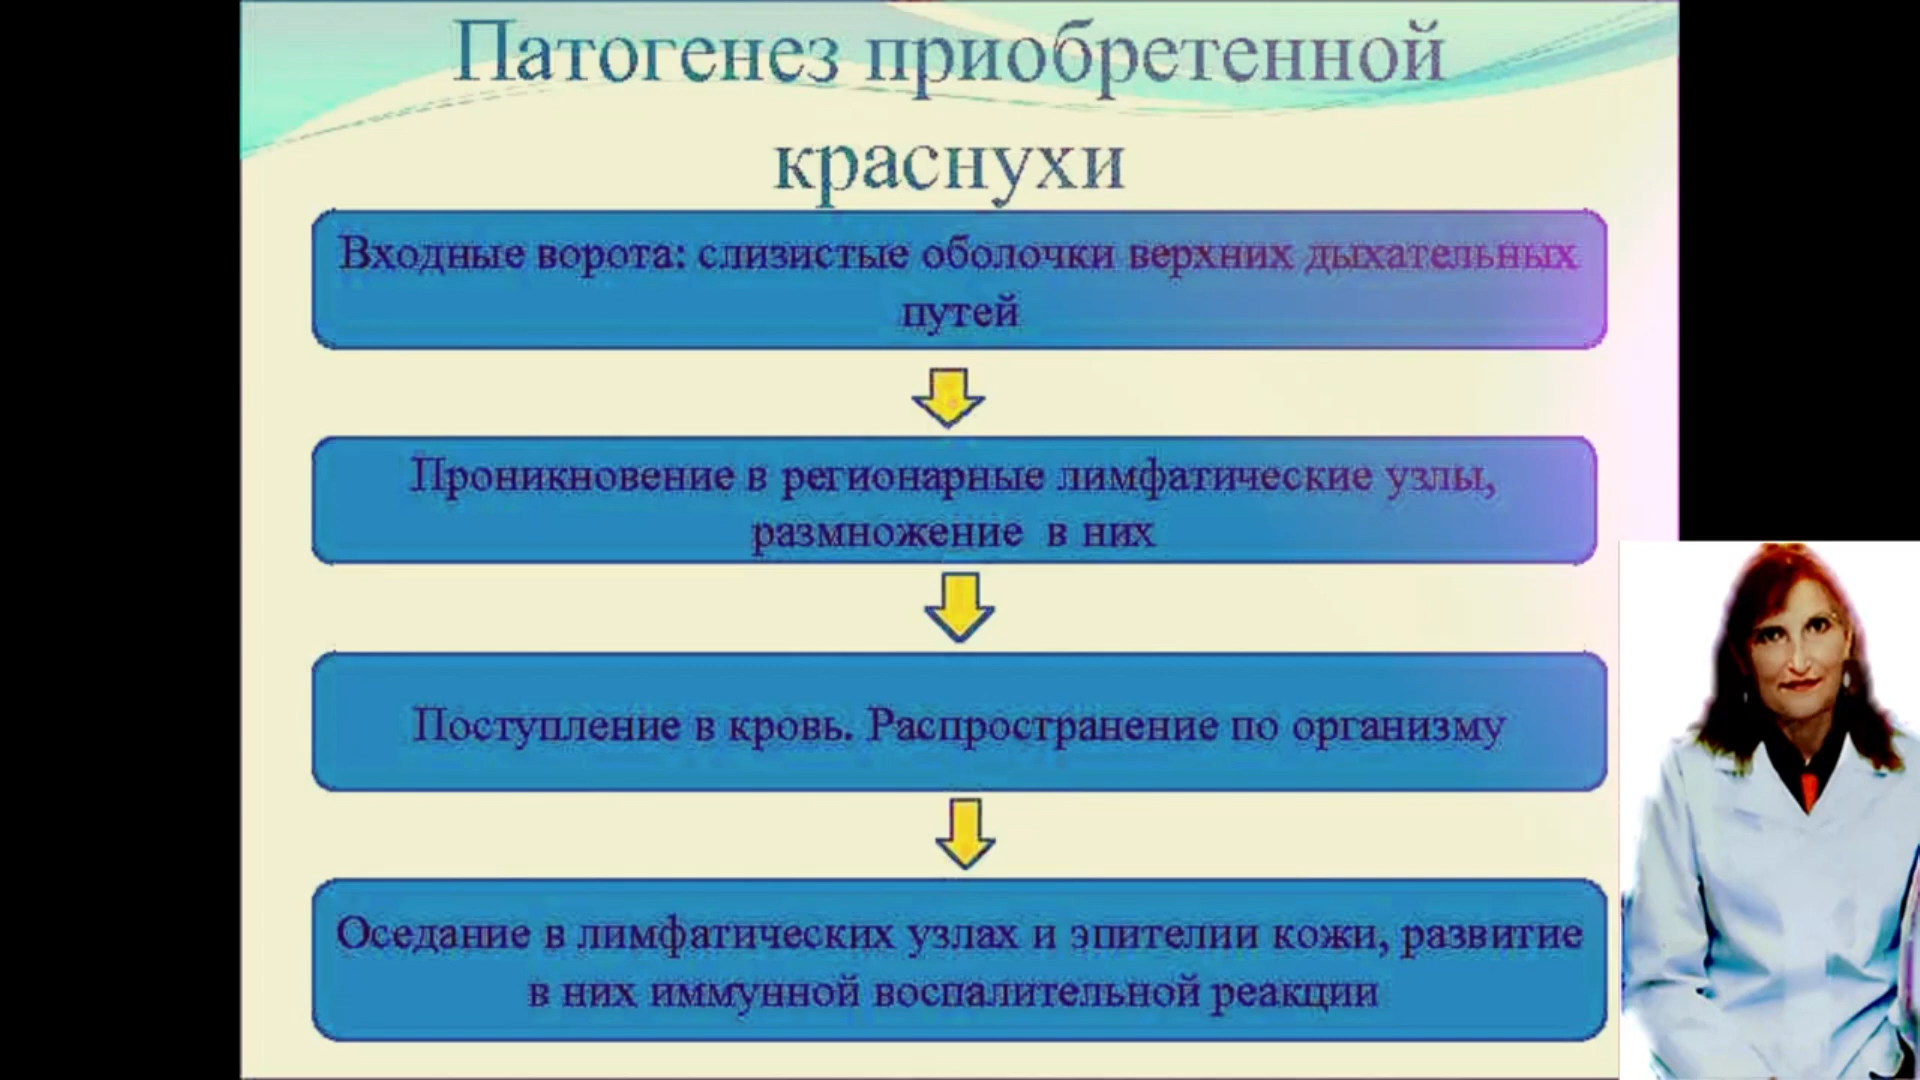 Патогенез приобретенной
краснухи
Входные ворота: слизистые оболочки верхних дыхательных
путей
Проникновение в регионарные лимфатические узлы,
размножение в них
Поступление в кровь. Распространение по организму
Оседание в лимфатических узлах и эпителии кожи, развитие
в них иммунной воспалительной реакции